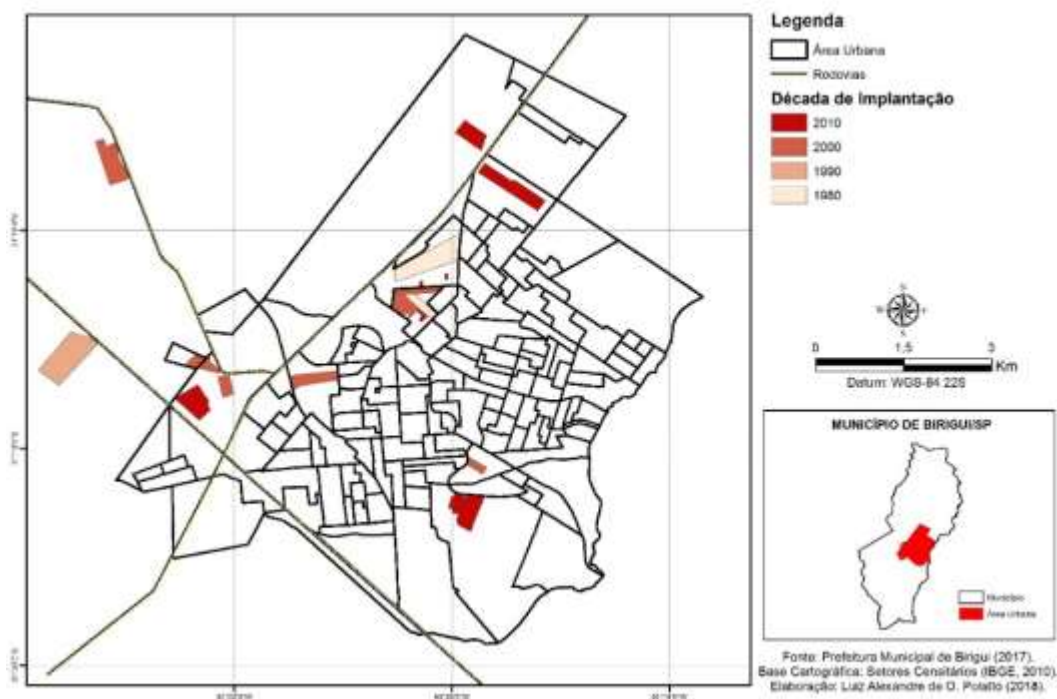 Legenda
Área Urbana
Rodovias
Década de Implantação
2010
2000
1990
1980
N
S
0 1,5 3
Km
Datum: WGS-84 22S
MUNICÍPIO DE BIRIGUI/SP
Município
Área urbana
Fonte: Prefeitura Municipal de Birigui (2017).
Base Cartográfica: Setores Censitários (IBGE, 2010)
Elaboração: Luiz Alexandre de O. (2018).